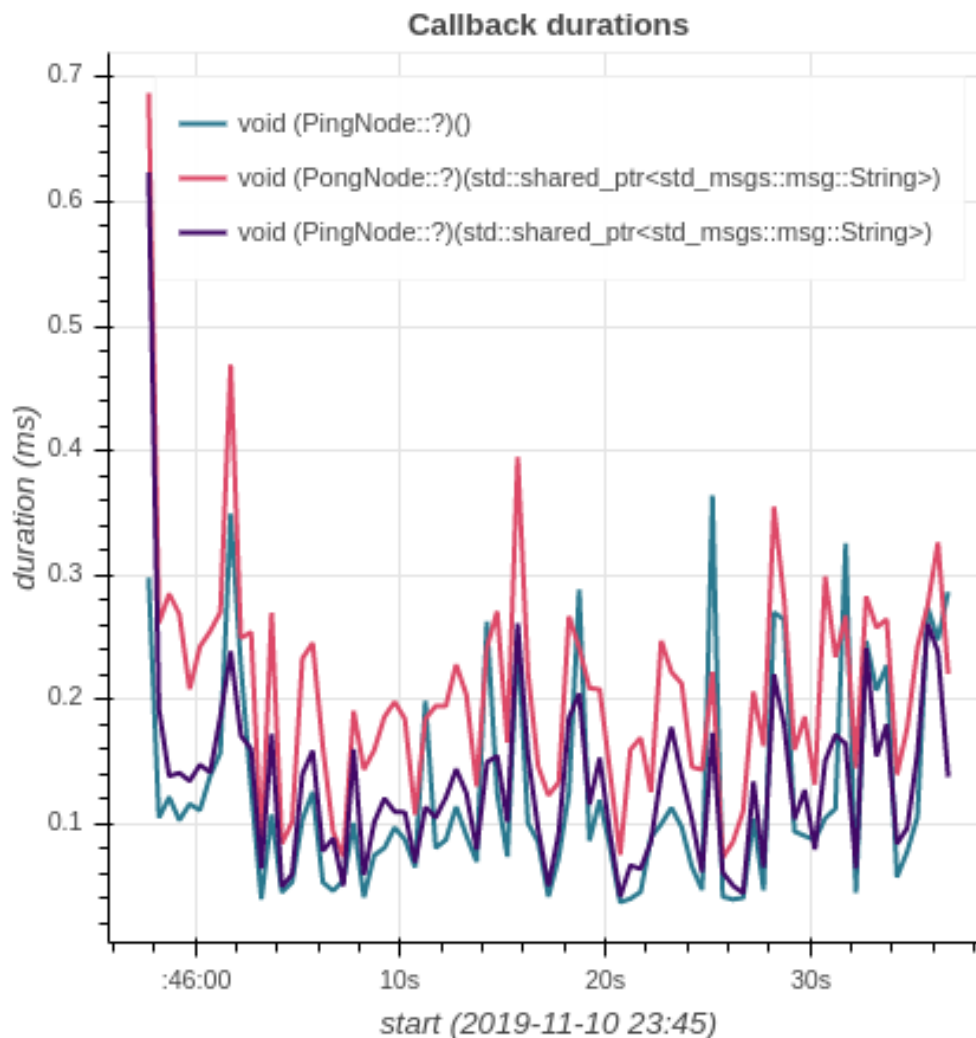 Callback durations
0.7
void (PingNode::?)()
void (PongNode::?)(std::shared_ptr<std_msgs::msg::String>)
0.6
void (PingNode::?)(std::shared_ptr<std_msgs::msg::String>)
0.5
0.4
duration (ms)
0.3
0.2
0.1
:46:00
10s
20s
30s
start (2019-11-10 23:45)